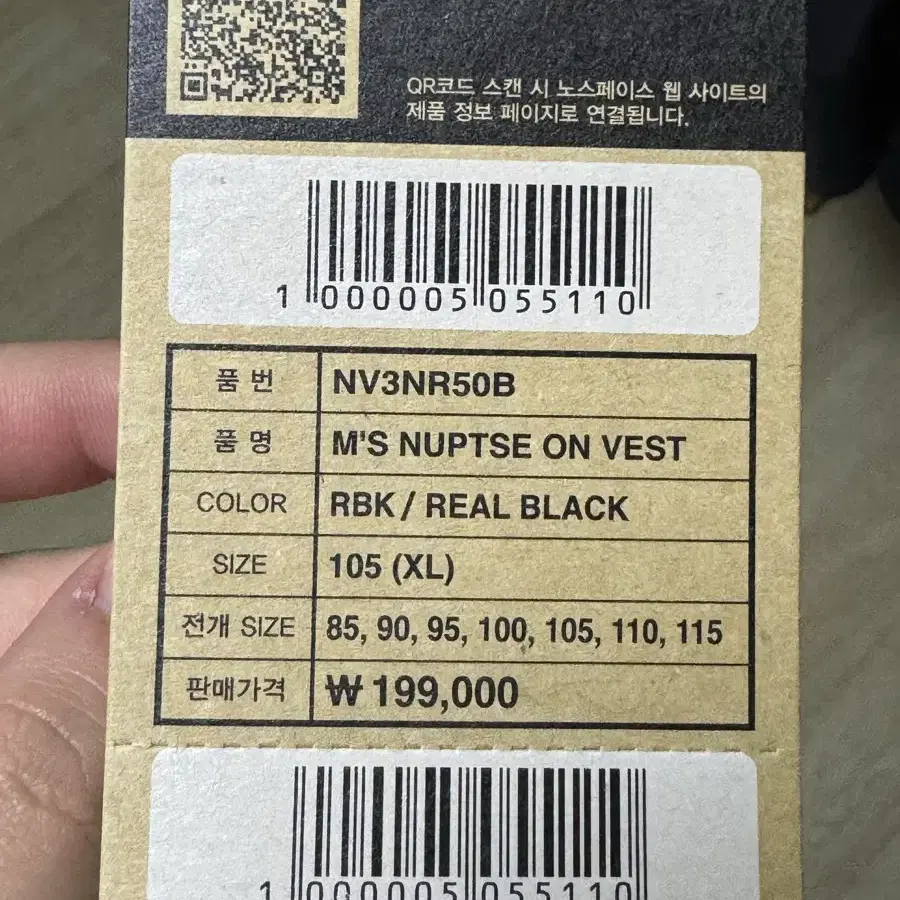 QR코드 스캔 시 노스페이스 웹 사이트의
제품 정보 페이지로 연결됩니다.
1 000005 055110
품 번 NV3NR50B
품 명 M'S NUPTSE ON VEST
COLOR RBK / REAL BLACK
SIZE 105 (XL)
전개 SIZE 85, 90, 95, 100, 105, 110, 115
판매가격 ₩ 199,000
1 000005 055110